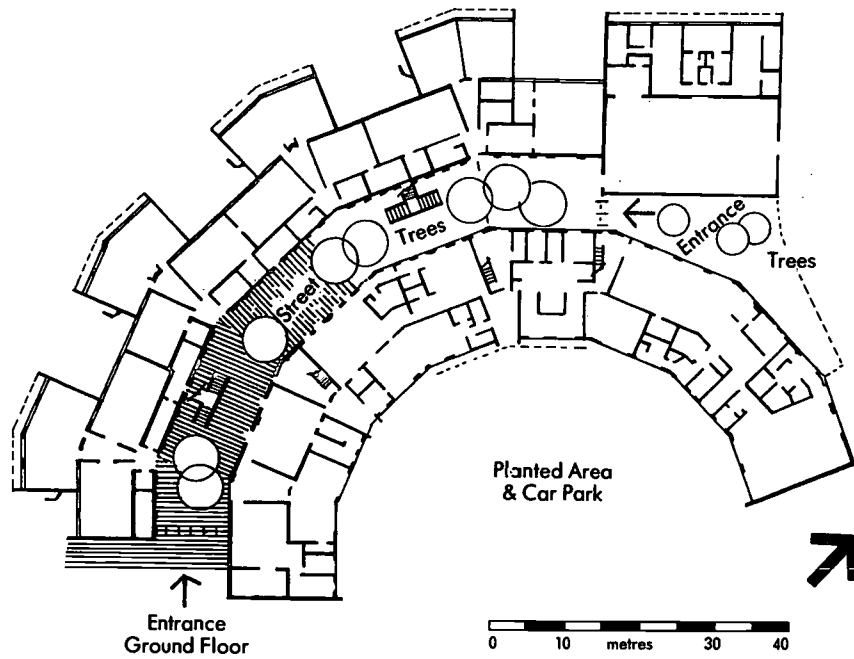 Entrance
Trees
Trees
Street
Planted Area
& Car Park
Entrance
Ground Floor
0 10 metres 30 40